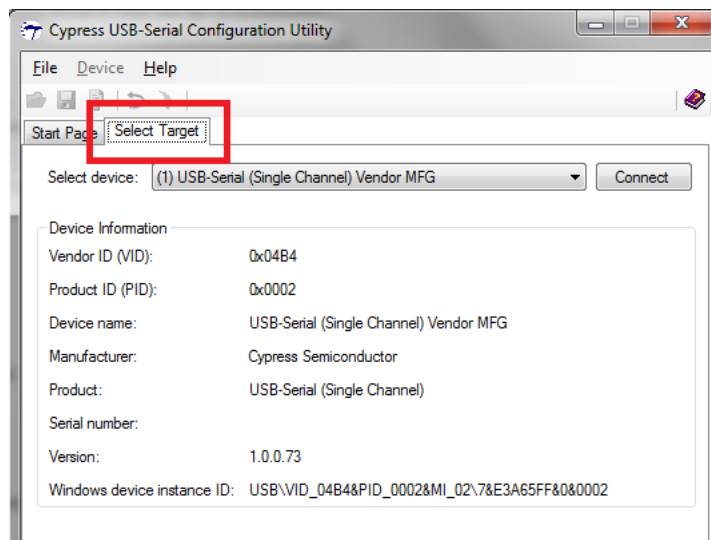 Cypress USB-Serial Configuration Utility
File Device Help
Start Page Select Target
Select device: (1) USB-Serial (Single Channel) Vendor MFG Connect
Device Information
Vendor ID (VID): 0x04B4
Product ID (PID): 0x0002
Device name: USB-Serial (Single Channel) Vendor MFG
Manufacturer: Cypress Semiconductor
Product: USB-Serial (Single Channel)
Serial number:
Version: 1.0.0.73
Windows device instance ID: USB\VID_04B4&PID_0002&MI_02\7&E3A65FF&0&0002